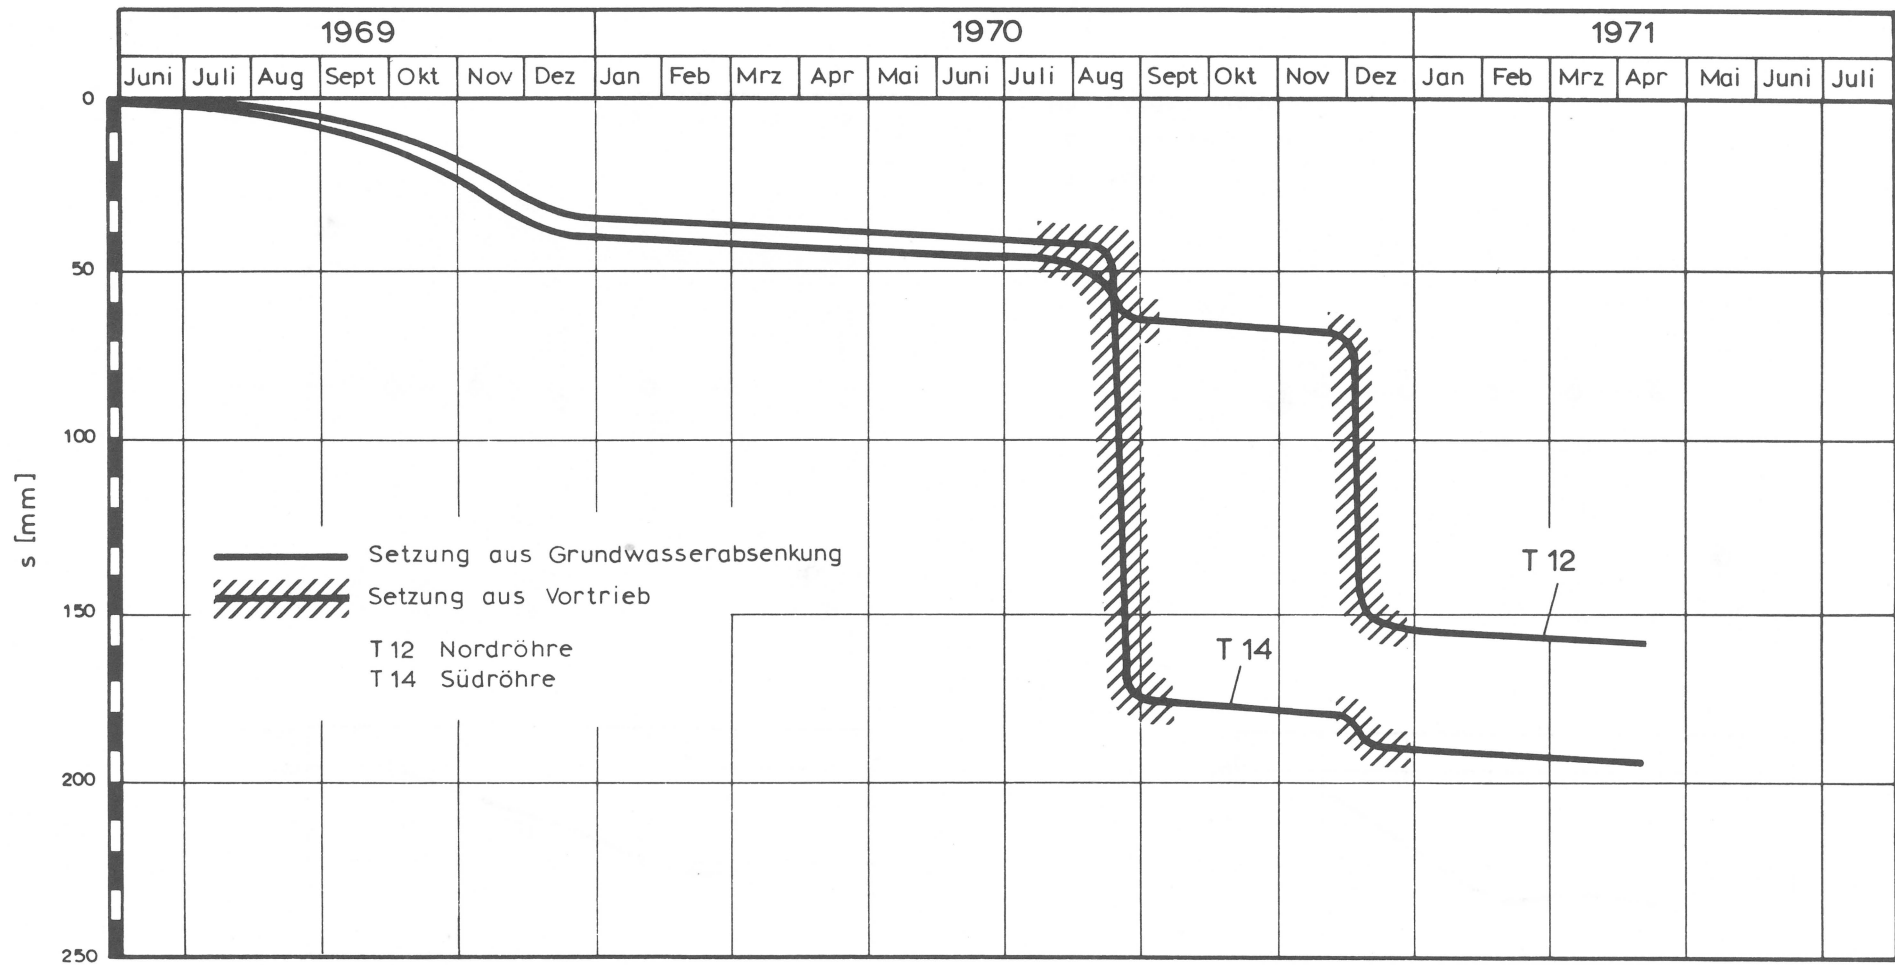 1969 1970 1971
Juni Juli Aug Sept Okt Nov Dez Jan Feb Mrz Apr Mai Juni Juli Aug Sept Okt Nov Dez Jan Feb Mrz Apr Mai Juni Juli
0
50
100
150
200
250
s [mm]
Setzung aus Grundwasserabsenkung
Setzung aus Vortrieb
T 12 Nordröhre
T 14 Südröhre
T 12
T 14